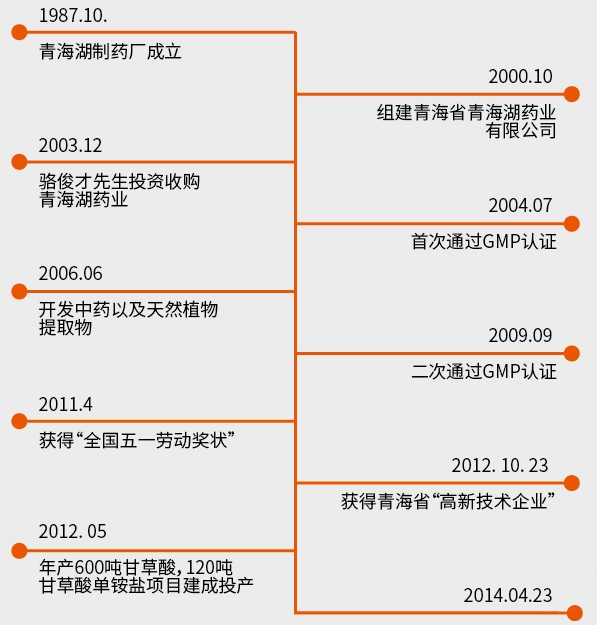 1987.10.
青海湖制药厂成立
2000.10
组建青海省青海湖药业
有限公司
2003.12
骆俊才先生投资收购
青海湖药业
2004.07
首次通过GMP认证
2006.06
开发中药以及天然植物
提取物
2009.09
二次通过GMP认证
2011.4
获得“全国五一劳动奖状”
2012. 10. 23
获得青海省“高新技术企业”
2012. 05
年产600吨甘草酸，120吨
甘草酸单铵盐项目建成投产
2014.04.23